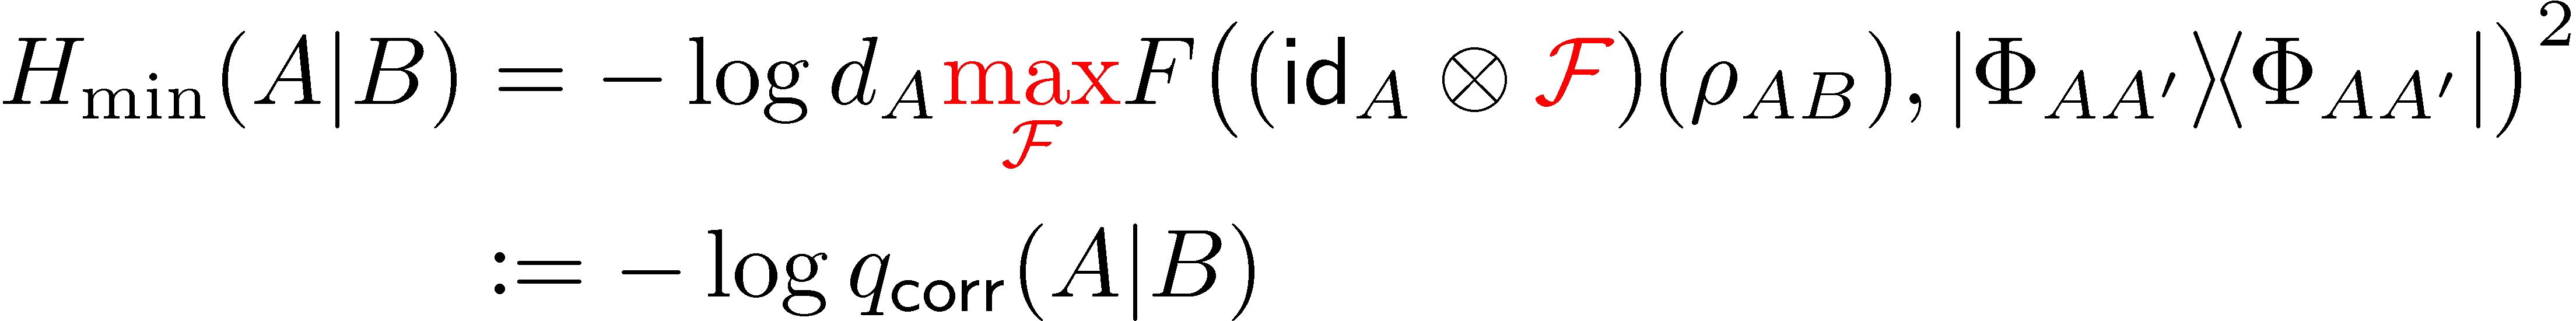 H_min(A|B) = − log d_A max_ℱ F((id_A ⊗ ℱ)(ρ_AB), |Φ_AA′⟩⟨Φ_AA′|)²
:= − log q_corr(A|B)